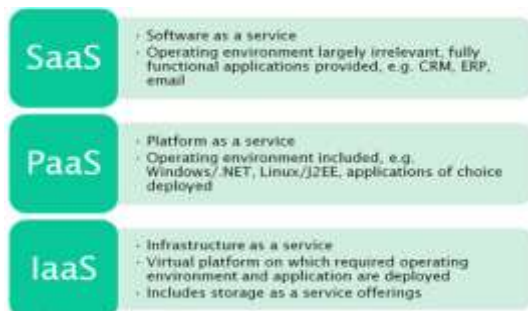 SaaS
· Software as a service
· Operating environment largely irrelevant, fully
functional applications provided, e.g. CRM, ERP,
email
PaaS
· Platform as a service
· Operating environment included, e.g.
Windows/.NET, Linux/J2EE, applications of choice
deployed
IaaS
· Infrastructure as a service
· Virtual platform on which required operating
environment and application are deployed
· Includes storage as a service offerings